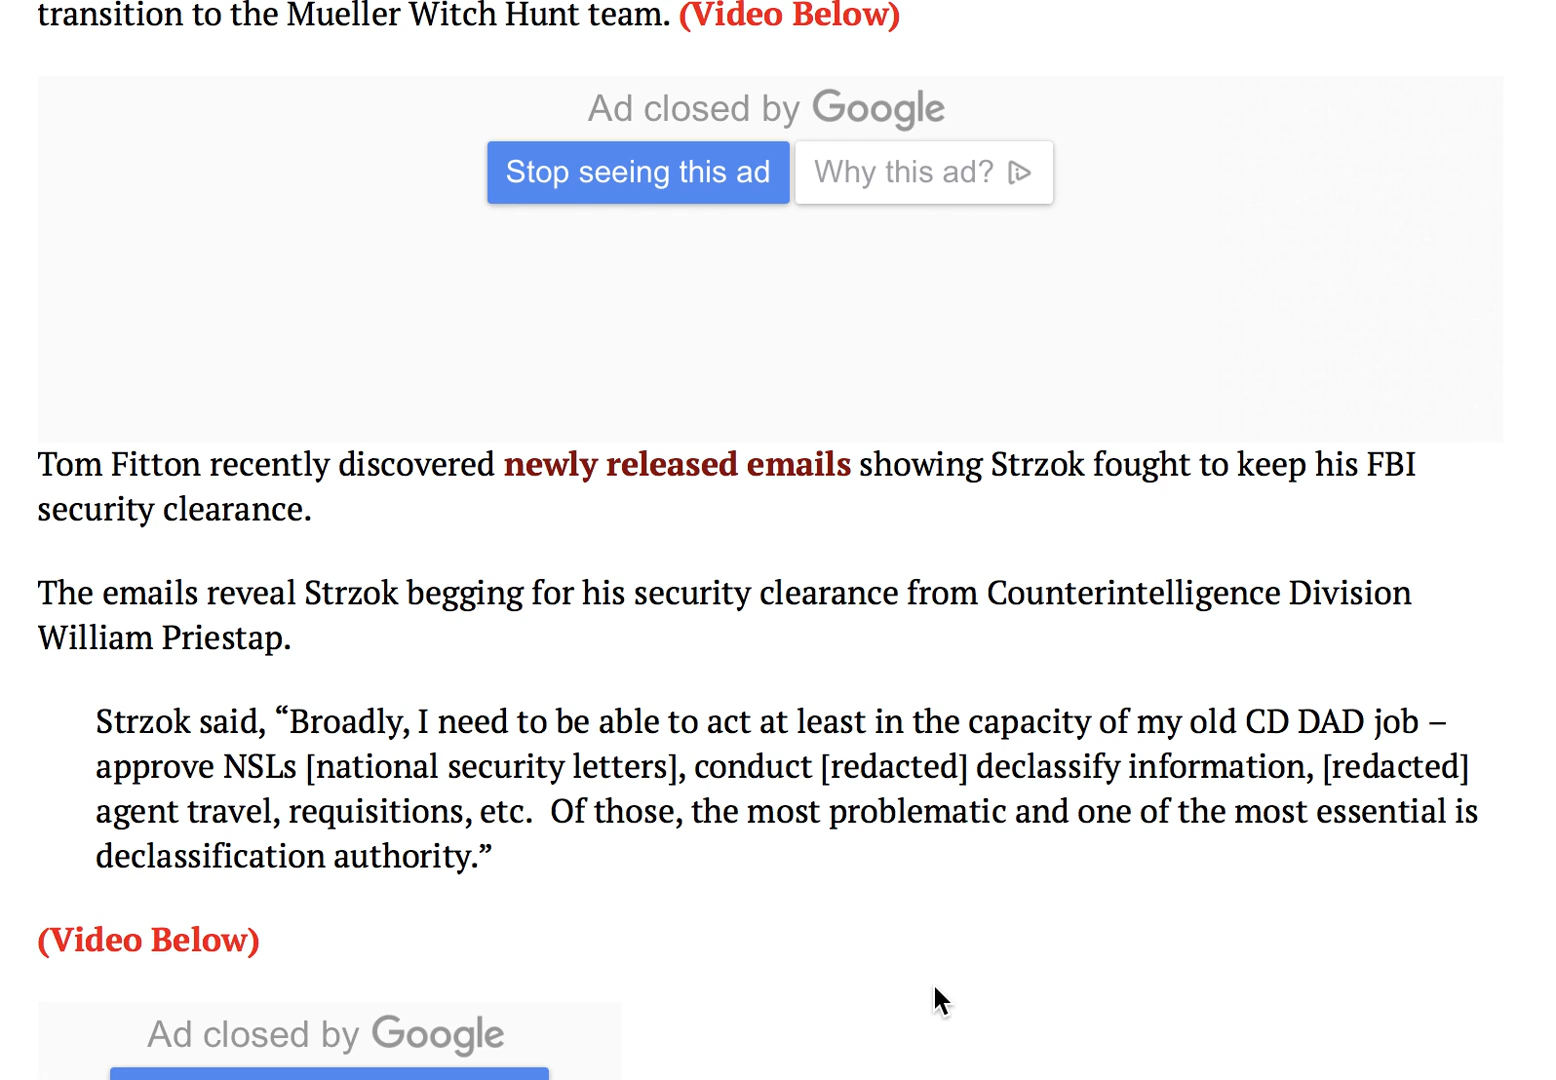 transition to the Mueller Witch Hunt team. (Video Below)
Ad closed by Google
Stop seeing this ad
Why this ad?
Tom Fitton recently discovered newly released emails showing Strzok fought to keep his FBI
security clearance.
The emails reveal Strzok begging for his security clearance from Counterintelligence Division
William Priestap.
Strzok said, “Broadly, I need to be able to act at least in the capacity of my old CD DAD job –
approve NSLs [national security letters], conduct [redacted] declassify information, [redacted]
agent travel, requisitions, etc.  Of those, the most problematic and one of the most essential is
declassification authority.”
(Video Below)
Ad closed by Google